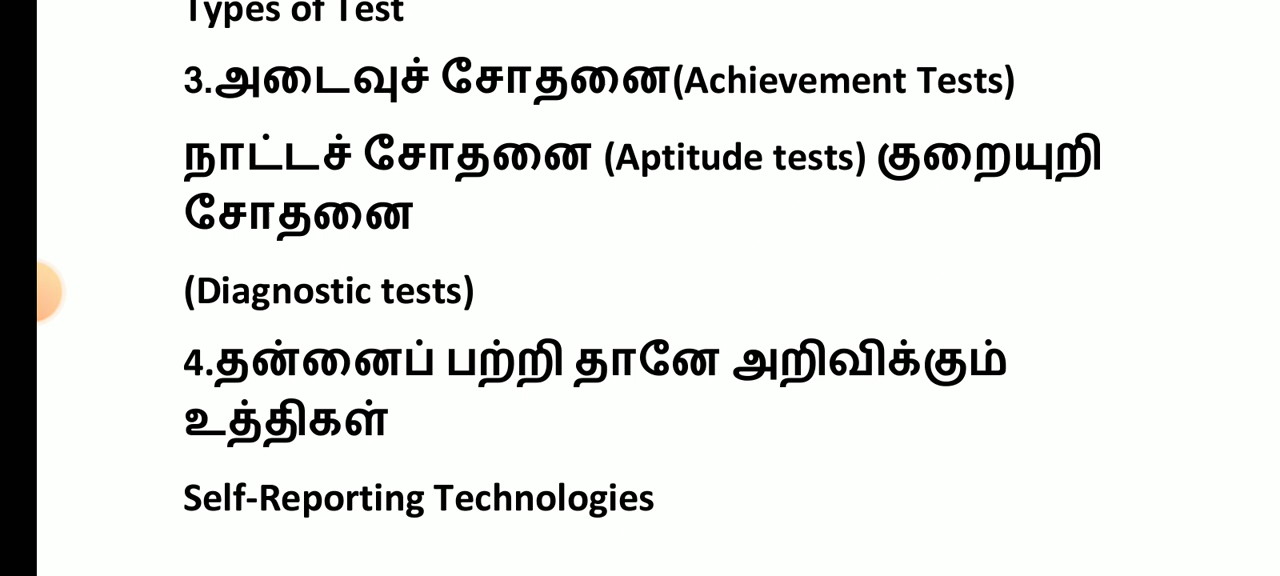 Types of Test
3.அடைவுச் சோதனை(Achievement Tests)
நாட்டச் சோதனை (Aptitude tests) குறையுறி
சோதனை
(Diagnostic tests)
4.தன்னைப் பற்றி தானே அறிவிக்கும்
உத்திகள்
Self-Reporting Technologies